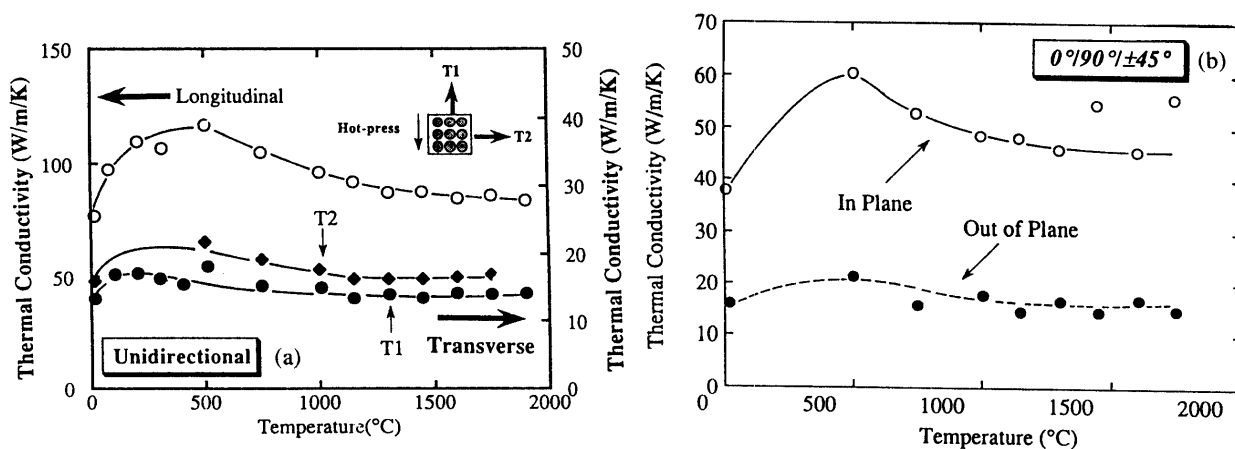 150
100
50
0
Thermal Conductivity (W/m/K)
Longitudinal
T1
Hot-press
T2
T2
T1
Transverse
Unidirectional
(a)
50
40
30
20
10
0
Thermal Conductivity (W/m/K)
0
500
1000
1500
2000
Temperature(°C)
70
60
50
40
30
20
10
0
Thermal Conductivity (W/m/K)
0°/90°/±45°
(b)
In Plane
Out of Plane
0
500
1000
1500
2000
Temperature (°C)